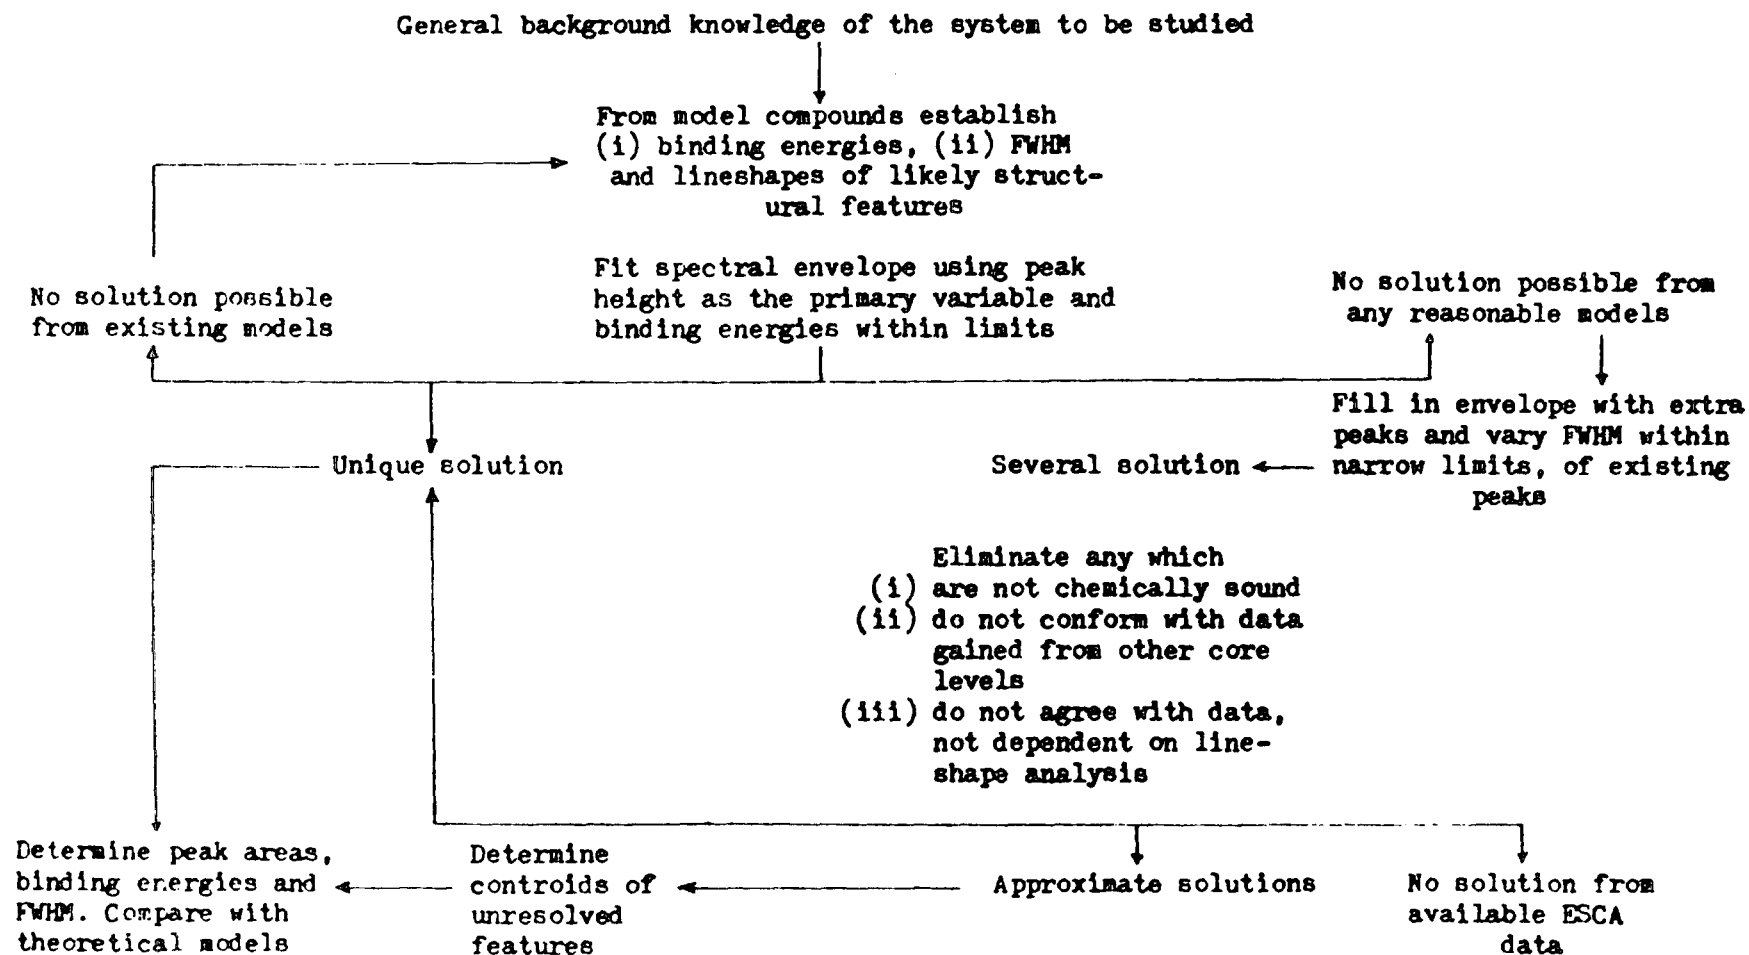 General background knowledge of the system to be studied
From model compounds establish
(i) binding energies, (ii) FWHM
and lineshapes of likely struct-
ural features
No solution possible
from existing models
Fit spectral envelope using peak
height as the primary variable and
binding energies within limits
No solution possible from
any reasonable models
Fill in envelope with extra
peaks and vary FWHM within
narrow limits, of existing
peaks
Unique solution
Several solution
Eliminate any which
(i) are not chemically sound
(ii) do not conform with data
gained from other core
levels
(iii) do not agree with data,
not dependent on line-
shape analysis
Determine peak areas,
binding energies and
FWHM. Compare with
theoretical models
Determine
controids of
unresolved
features
Approximate solutions
No solution from
available ESCA
data